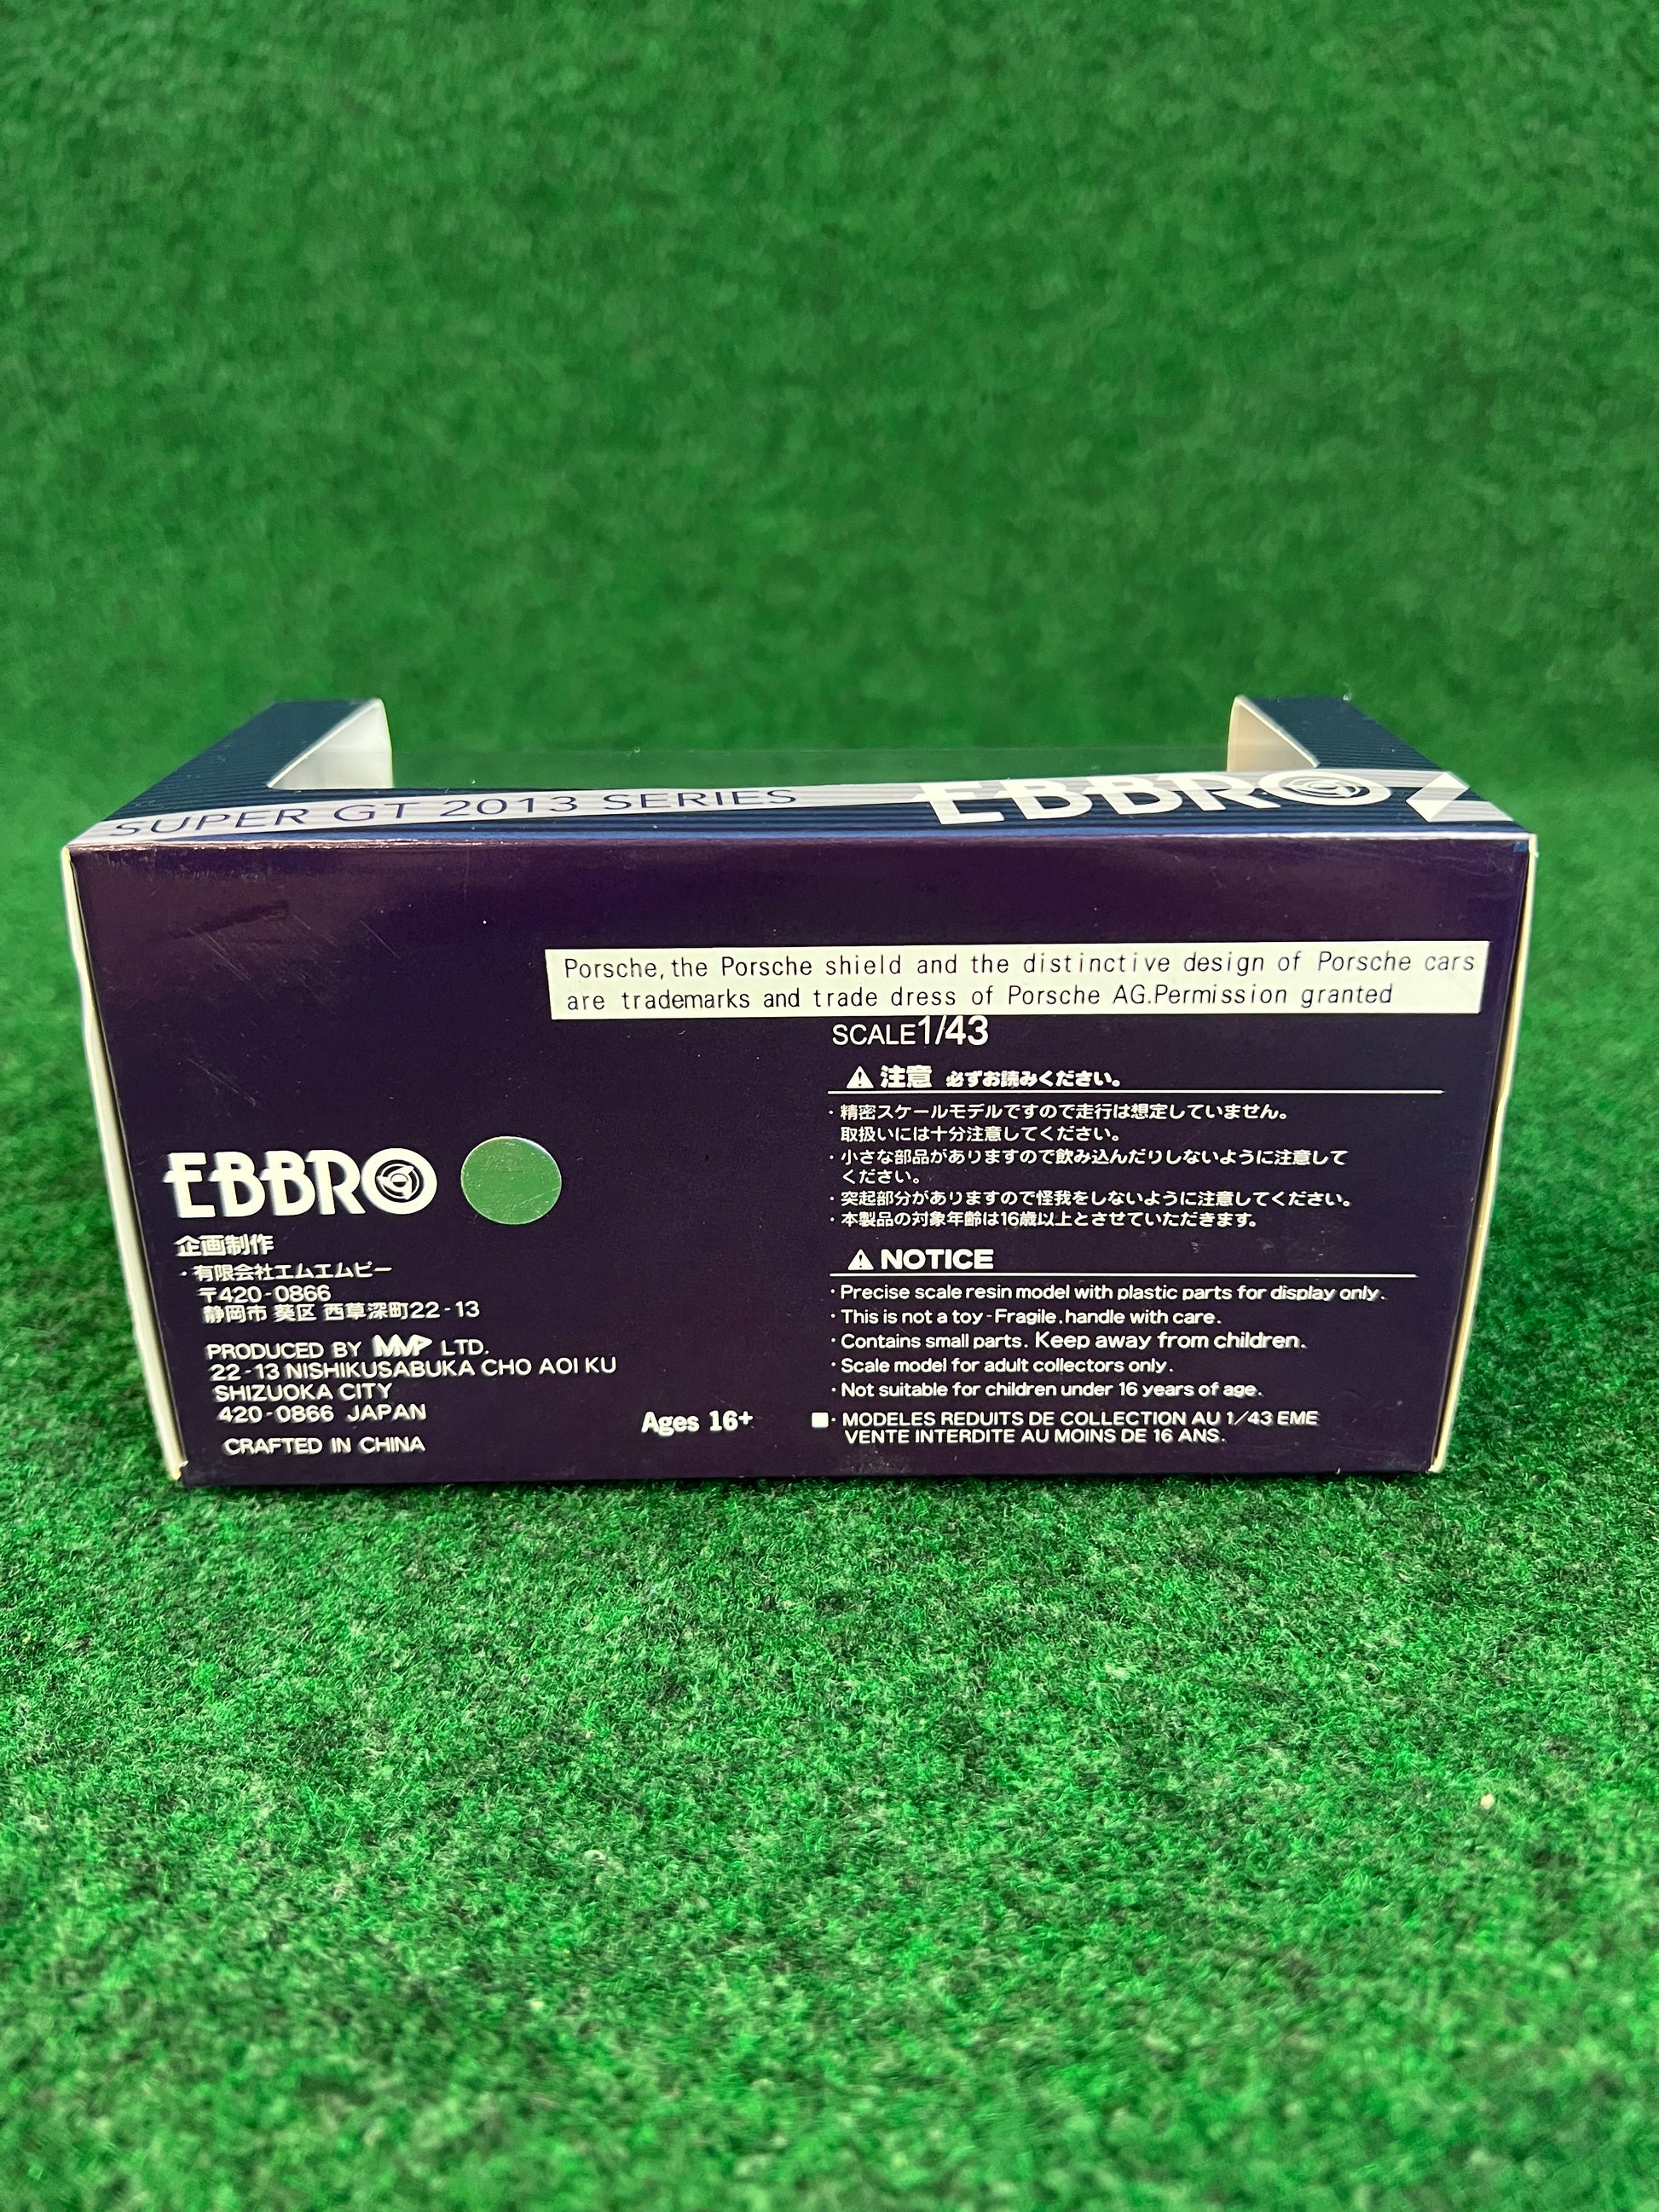 SUPER GT 2013 SERIES
EBBRO
Porsche, the Porsche shield and the distinctive design of Porsche cars
are trademarks and trade dress of Porsche AG.Permission granted
SCALE1/43
⚠ 注意 必ずお読みください。
・精密スケールモデルですので走行は想定していません。
取扱いには十分注意してください。
・小さな部品がありますので飲み込んだりしないように注意して
ください。
・突起部分がありますので怪我をしないように注意してください。
・本製品の対象年齢は16歳以上とさせていただきます。
⚠ NOTICE
・Precise scale resin model with plastic parts for display only.
・This is not a toy-Fragile.handle with care.
・Contains small parts. Keep away from children.
・Scale model for adult collectors only.
・Not suitable for children under 16 years of age.
■・MODELES REDUITS DE COLLECTION AU 1/43 EME
VENTE INTERDITE AU MOINS DE 16 ANS.
EBBRO
企画制作
・有限会社エムエムピー
〒420-0866
静岡市 葵区 西草深町22-13
PRODUCED BY MMP LTD.
22-13 NISHIKUSABUKA CHO AOI KU
SHIZUOKA CITY
420-0866 JAPAN
CRAFTED IN CHINA
Ages 16+